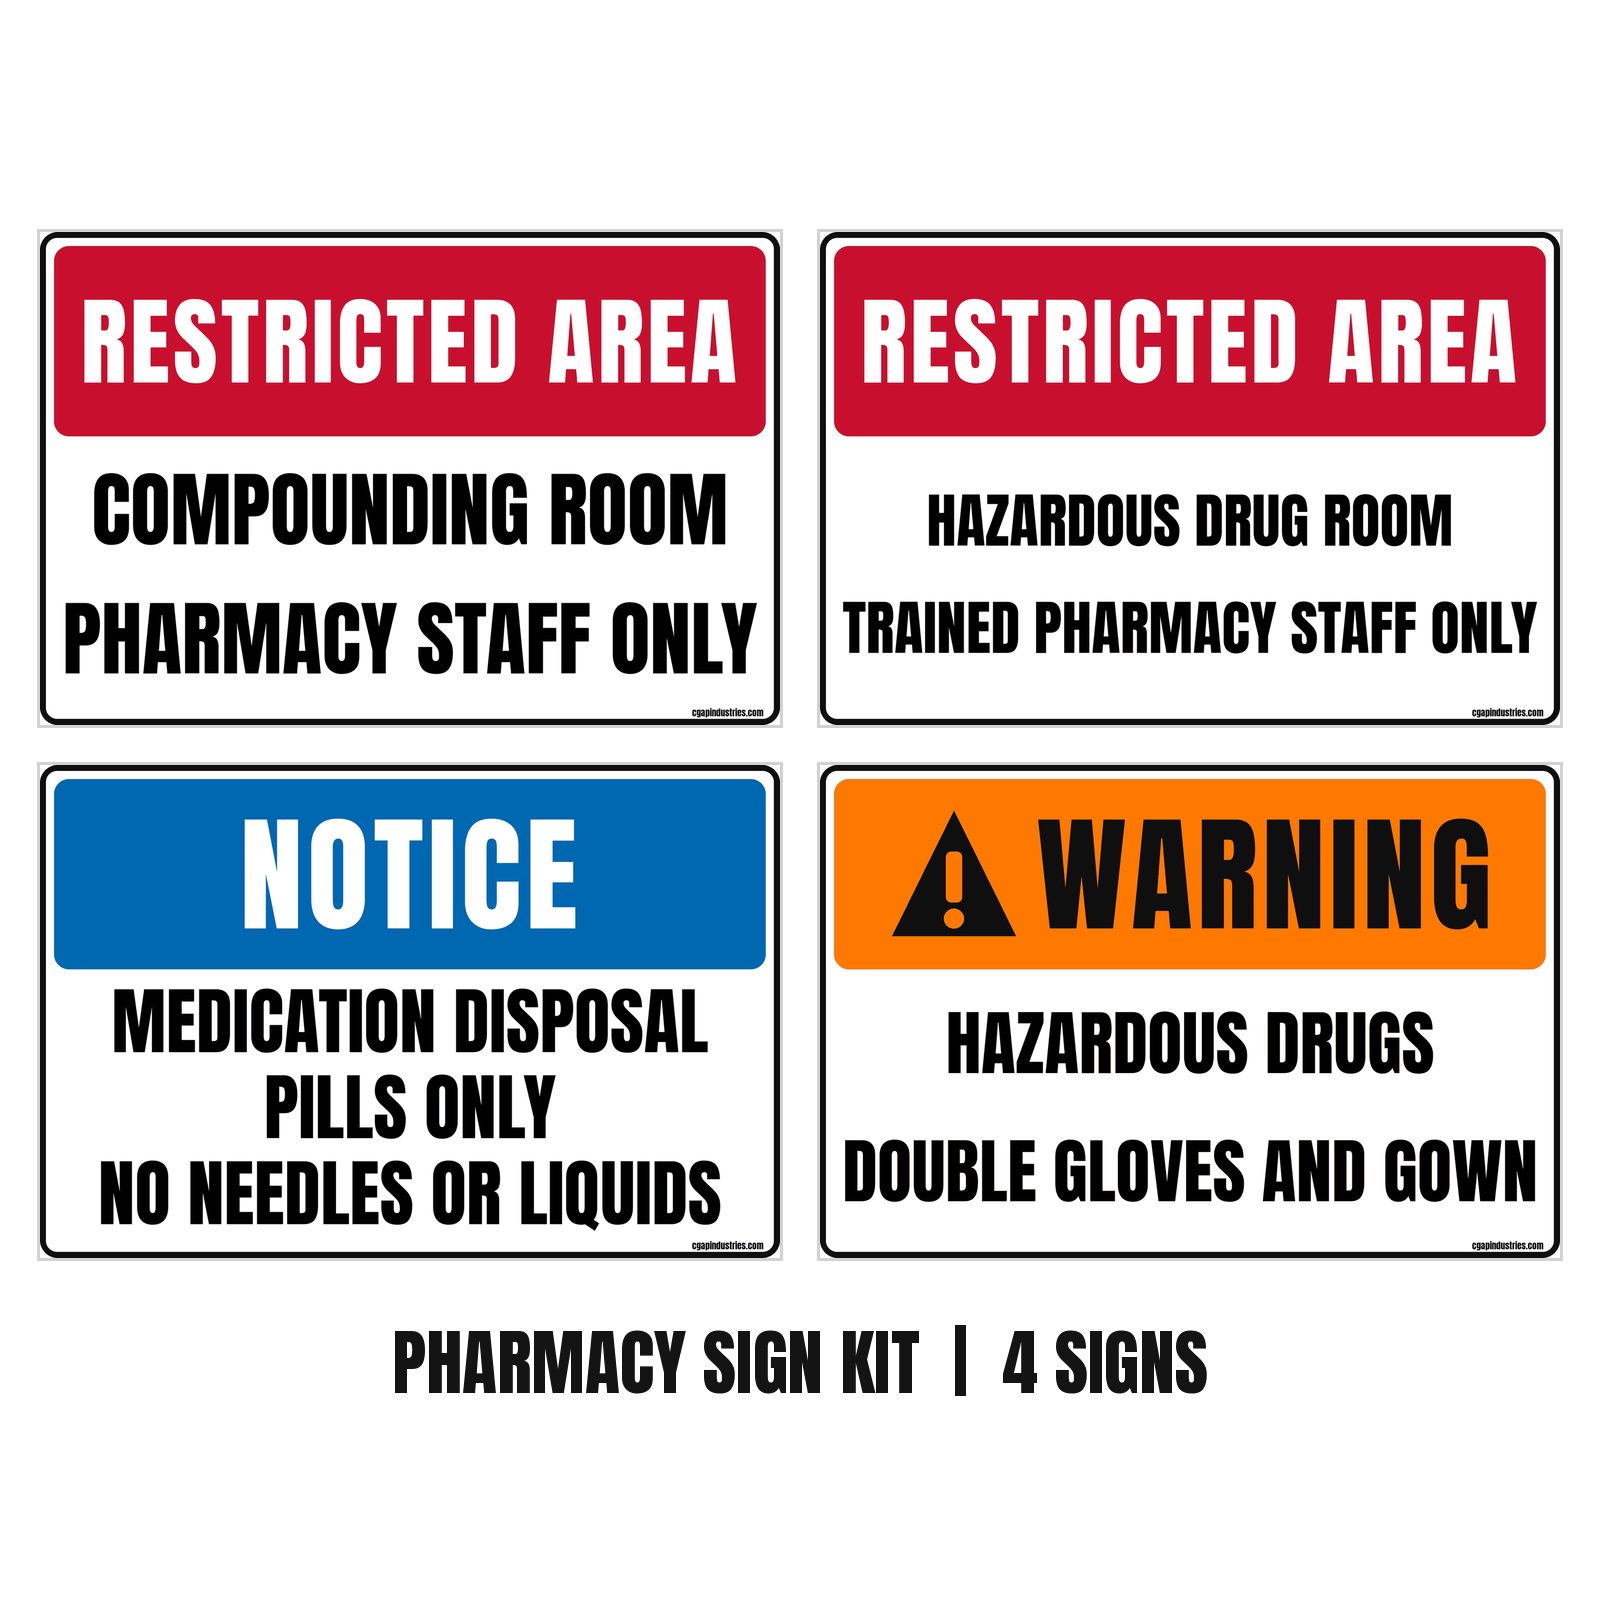 RESTRICTED AREA
COMPOUNDING ROOM
PHARMACY STAFF ONLY
cgapindustries.com
RESTRICTED AREA
HAZARDOUS DRUG ROOM
TRAINED PHARMACY STAFF ONLY
cgapindustries.com
NOTICE
MEDICATION DISPOSAL
PILLS ONLY
NO NEEDLES OR LIQUIDS
cgapindustries.com
WARNING
HAZARDOUS DRUGS
DOUBLE GLOVES AND GOWN
cgapindustries.com
PHARMACY SIGN KIT | 4 SIGNS